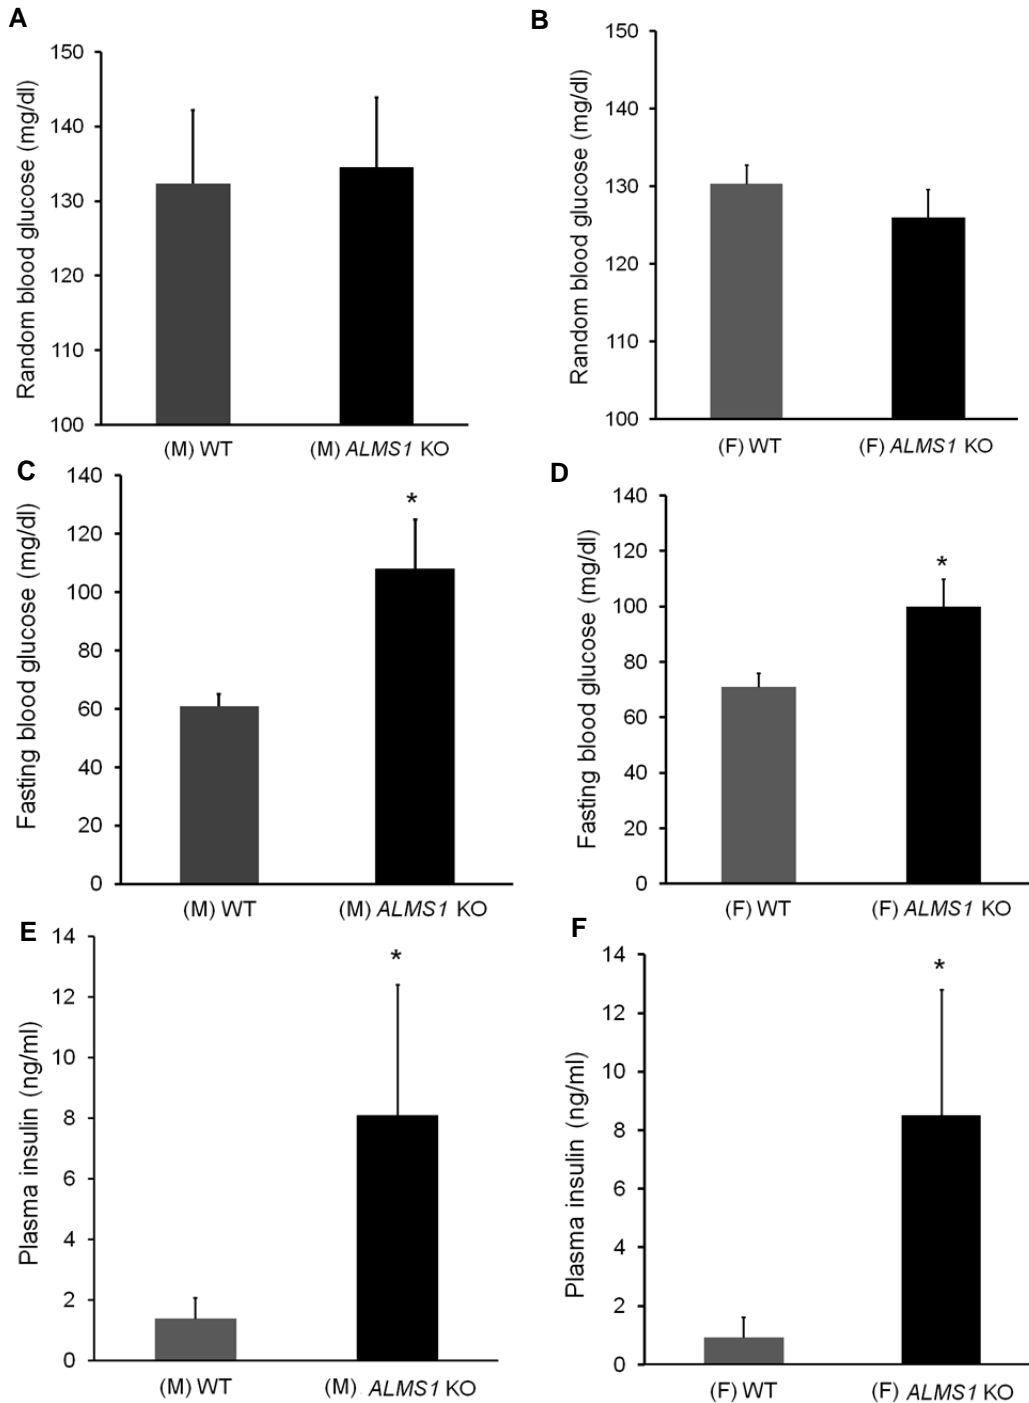 A
Random blood glucose (mg/dl)
150
140
130
120
110
100
(M) WT
(M) ALMS1 KO
B
Random blood glucose (mg/dl)
150
140
130
120
110
100
(F) WT
(F) ALMS1 KO
C
Fasting blood glucose (mg/dl)
140
120
100
80
60
40
20
0
*
(M) WT
(M) ALMS1 KO
D
Fasting blood glucose (mg/dl)
140
120
100
80
60
40
20
0
*
(F) WT
(F) ALMS1 KO
E
Plasma insulin (ng/ml)
14
12
10
8
6
4
2
0
*
(M) WT
(M) ALMS1 KO
F
Plasma insulin (ng/ml)
14
12
10
8
6
4
2
0
*
(F) WT
(F) ALMS1 KO